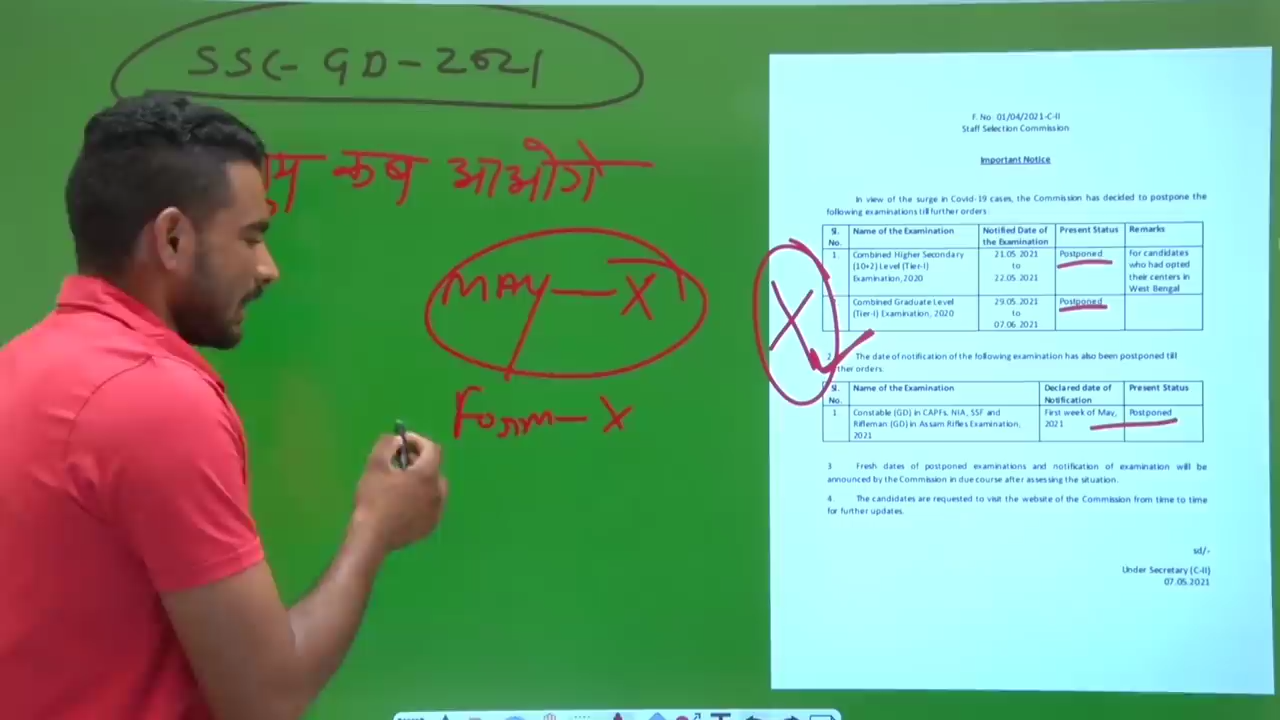 SSC-GD-2021
तुम कब आओगे
MAY — X
Form — X
X
F. No. 01/04/2021-C-II
Staff Selection Commission
Important Notice
In view of the surge in Covid-19 cases, the Commission has decided to postpone the
following examinations till further orders
Sl. No. Name of the Examination Notified Date of the Examination Present Status Remarks
1. Combined Higher Secondary (10+2) Level (Tier-I) Examination, 2020 21.05.2021 to 22.05.2021 Postponed for candidates who had opted their centers in West Bengal
Combined Graduate Level (Tier-I) Examination, 2020 29.05.2021 to 07.06.2021 Postponed
2. The date of notification of the following examination has also been postponed till
ther orders.
Sl. No. Name of the Examination Declared date of Notification Present Status
1. Constable (GD) in CAPFs, NIA, SSF and Rifleman (GD) in Assam Rifles Examination, 2021 First week of May, 2021 Postponed
3 Fresh dates of postponed examinations and notification of examination will be
announced by the Commission in due course after assessing the situation.
4. The candidates are requested to visit the website of the Commission from time to time
for further updates.
sd/-
Under Secretary (C-II)
07.05.2021